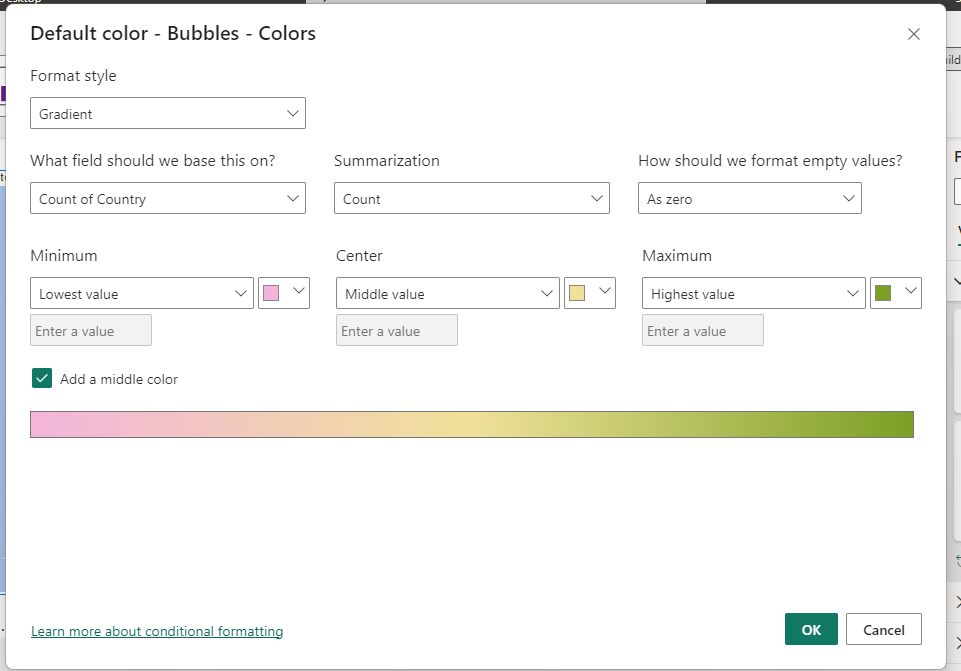 Default color - Bubbles - Colors
Format style
Gradient
What field should we base this on? Summarization How should we format empty values?
Count of Country Count As zero
Minimum Center Maximum
Lowest value Middle value Highest value
Enter a value Enter a value Enter a value
Add a middle color
Learn more about conditional formatting OK Cancel